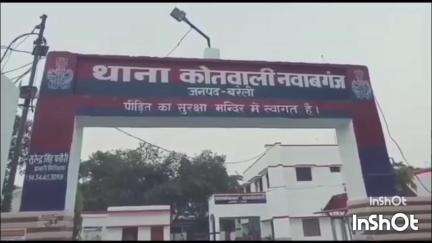 थाना कोतवाली नवाबगंज
जनपद-बरेली
पीड़ित का सुरक्षा मन्दिर में स्वागत है।
InShOt
InShOt